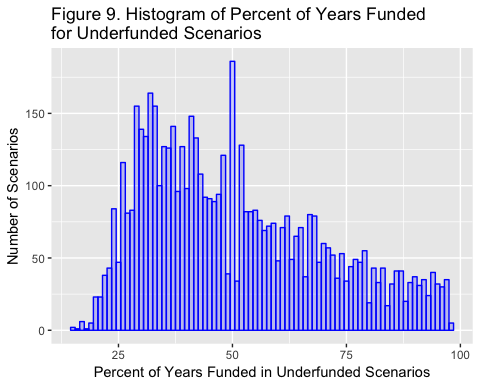 Figure 9. Histogram of Percent of Years Funded
for Underfunded Scenarios
Number of Scenarios
150
100
50
0
25 50 75 100
Percent of Years Funded in Underfunded Scenarios